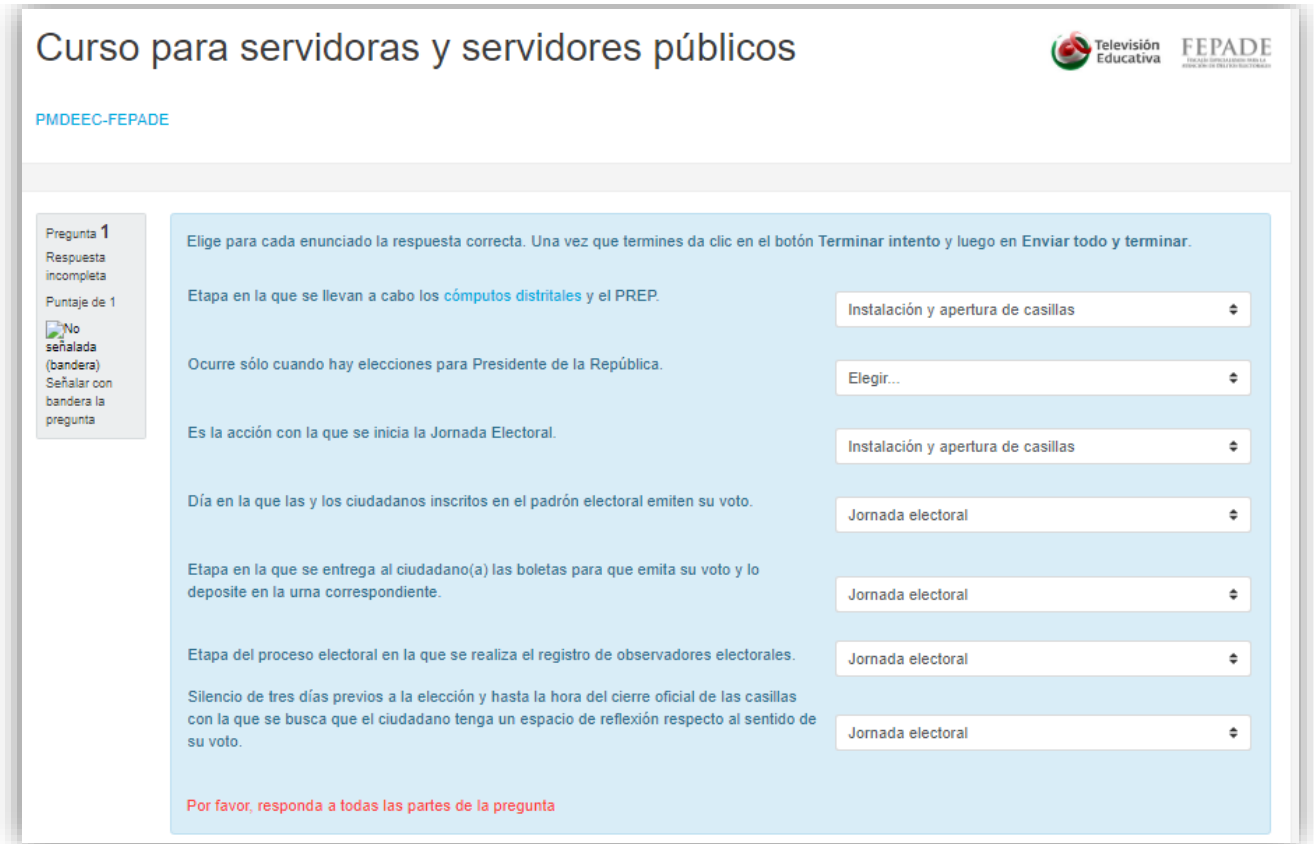 Curso para servidoras y servidores públicos
Televisión
Educativa
FEPADE
PMDEEC-FEPADE
Pregunta 1
Respuesta
incompleta
Puntaje de 1
No
señalada
(bandera)
Señalar con
bandera la
pregunta
Elige para cada enunciado la respuesta correcta. Una vez que termines da clic en el botón Terminar intento y luego en Enviar todo y terminar.
Etapa en la que se llevan a cabo los cómputos distritales y el PREP.
Instalación y apertura de casillas
Ocurre sólo cuando hay elecciones para Presidente de la República.
Elegir...
Es la acción con la que se inicia la Jornada Electoral.
Instalación y apertura de casillas
Día en la que las y los ciudadanos inscritos en el padrón electoral emiten su voto.
Jornada electoral
Etapa en la que se entrega al ciudadano(a) las boletas para que emita su voto y lo
deposite en la urna correspondiente.
Jornada electoral
Etapa del proceso electoral en la que se realiza el registro de observadores electorales.
Jornada electoral
Silencio de tres días previos a la elección y hasta la hora del cierre oficial de las casillas
con la que se busca que el ciudadano tenga un espacio de reflexión respecto al sentido de
su voto.
Jornada electoral
Por favor, responda a todas las partes de la pregunta